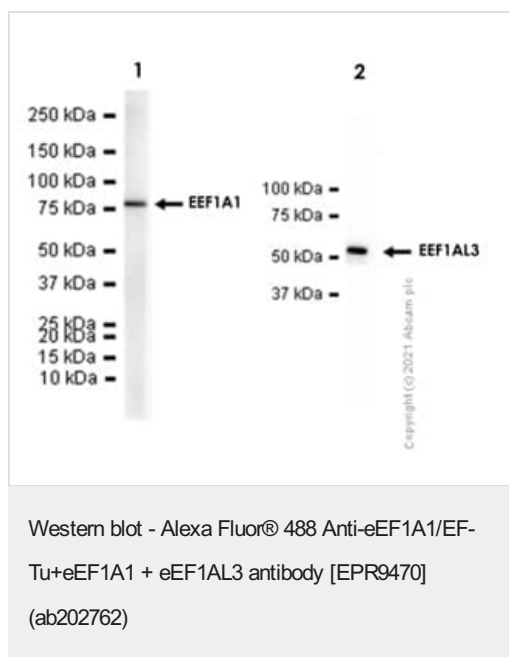 1
2
250 kDa
150 kDa
100 kDa
75 kDa
50 kDa
37 kDa
25 kDa
20 kDa
15 kDa
10 kDa
EEF1A1
100 kDa
75 kDa
50 kDa
37 kDa
EEF1AL3
Copyright (c) 2021 Abcam plc
Western blot - Alexa Fluor® 488 Anti-eEF1A1/EF-
Tu+eEF1A1 + eEF1AL3 antibody [EPR9470]
(ab202762)